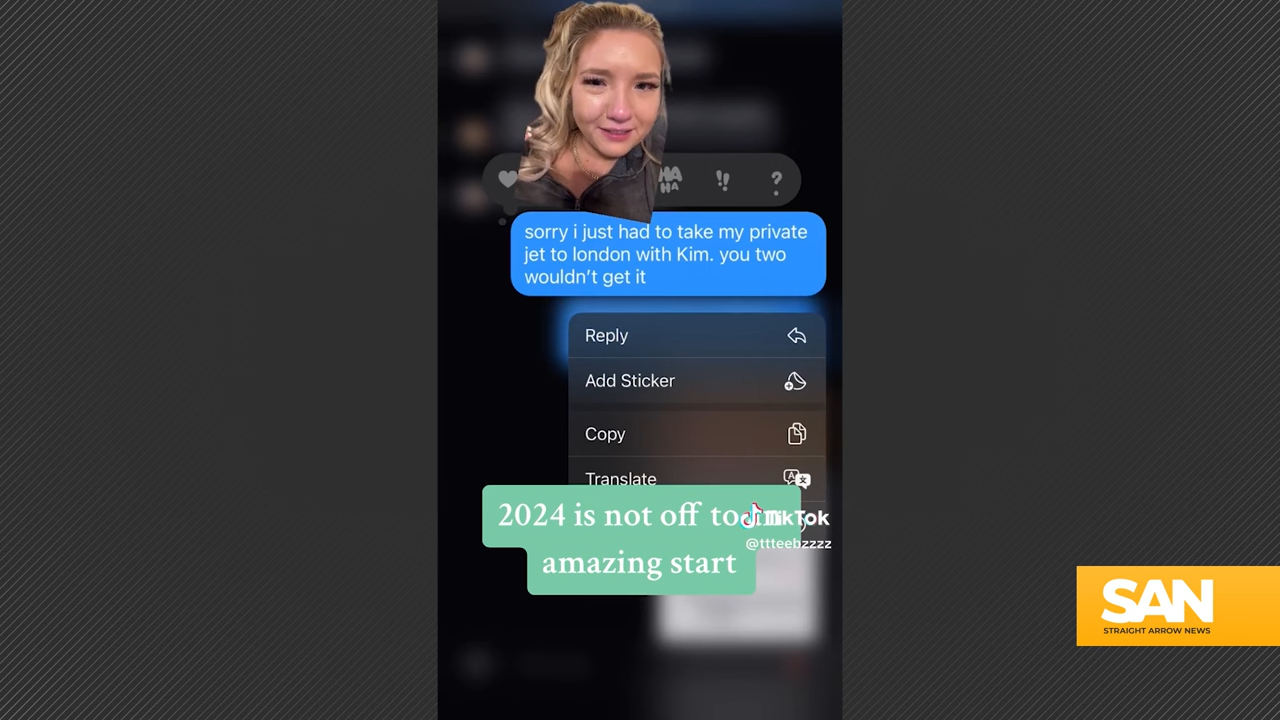 HA
HA
!!
?
sorry i just had to take my private
jet to london with Kim. you two
wouldn't get it
Reply
Add Sticker
Copy
Translate
2024 is not off to
amazing start
TikTok
@ttteebzzzz
SAN
STRAIGHT ARROW NEWS